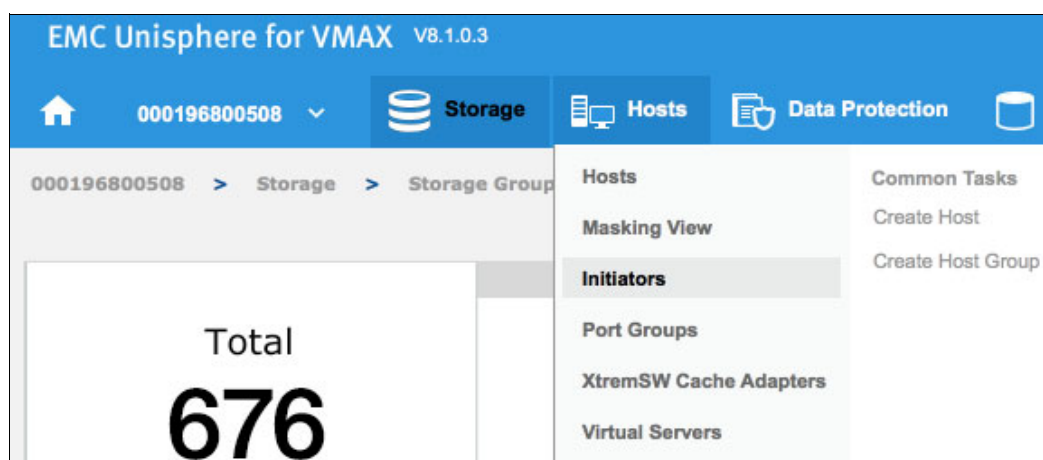 EMC Unisphere for VMAX V8.1.0.3
000196800508 Storage Hosts Data Protection
000196800508 > Storage > Storage Group
Hosts
Masking View
Initiators
Port Groups
XtremSW Cache Adapters
Virtual Servers
Common Tasks
Create Host
Create Host Group
Total
676